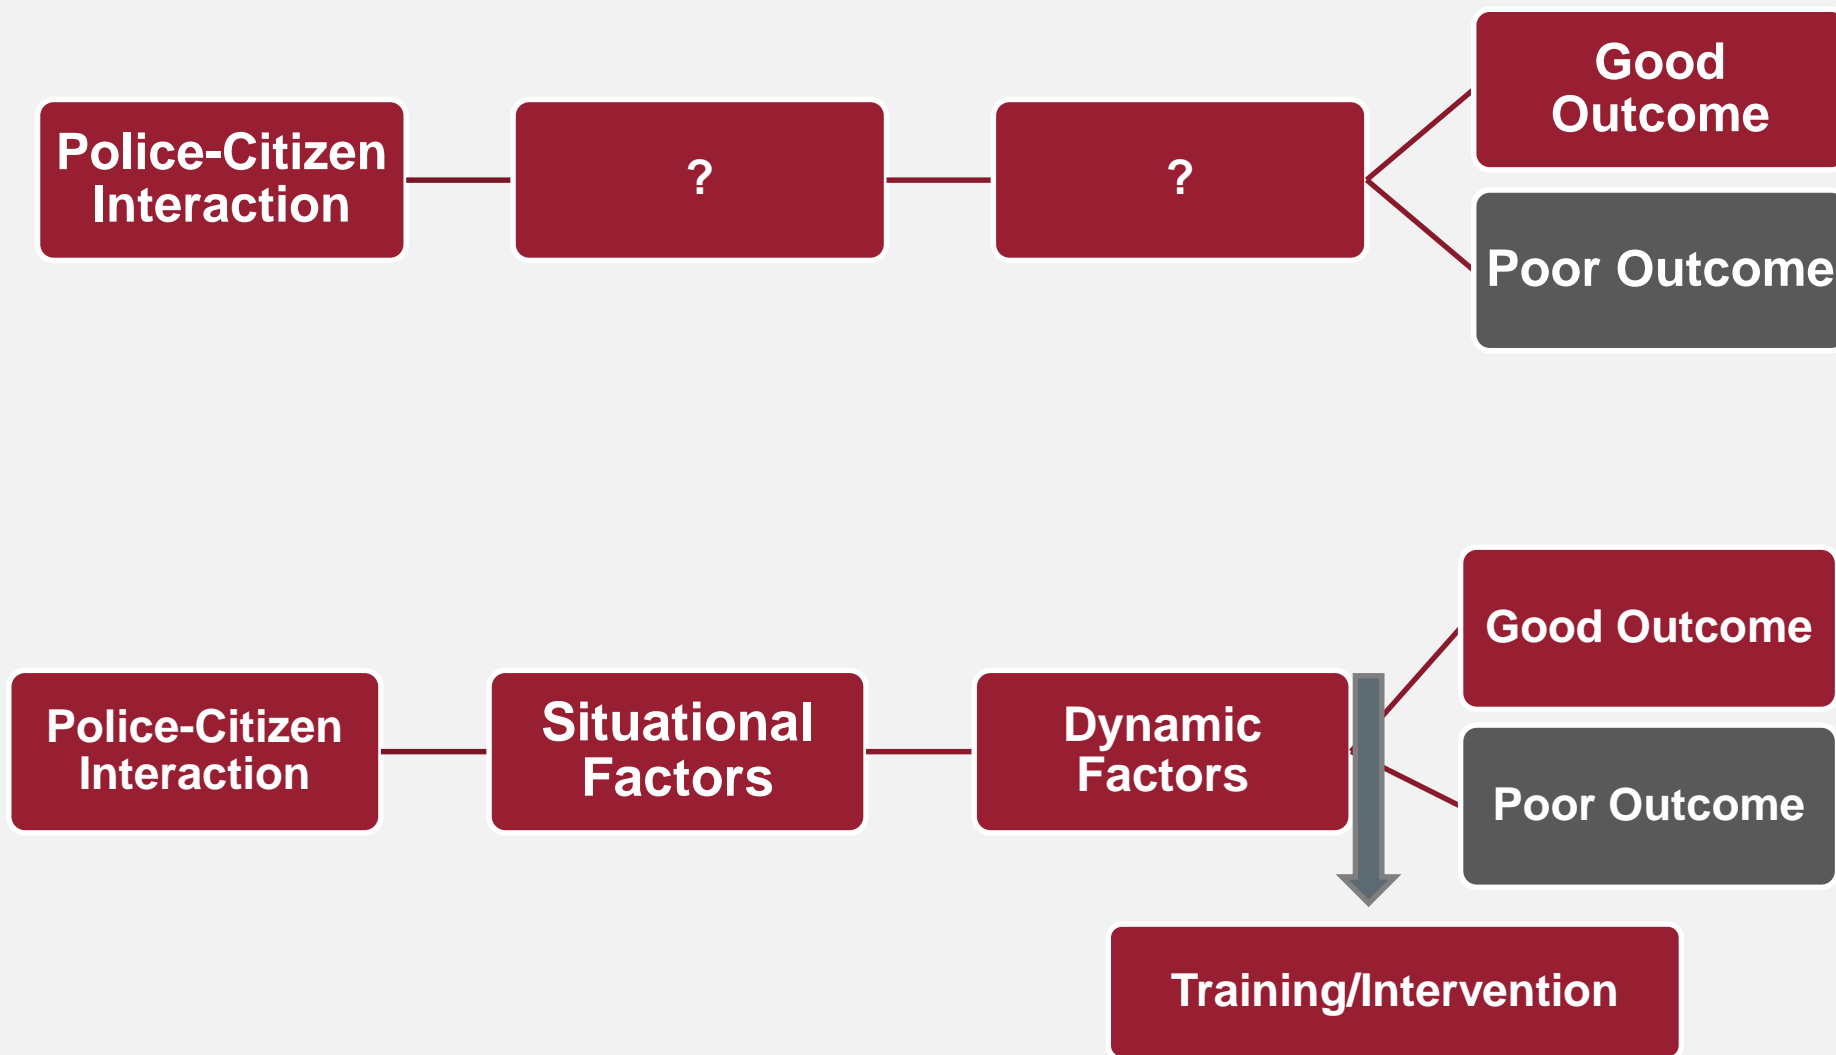 Police-Citizen
Interaction
?
?
Good
Outcome
Poor Outcome
Police-Citizen
Interaction
Situational
Factors
Dynamic
Factors
Good Outcome
Poor Outcome
Training/Intervention